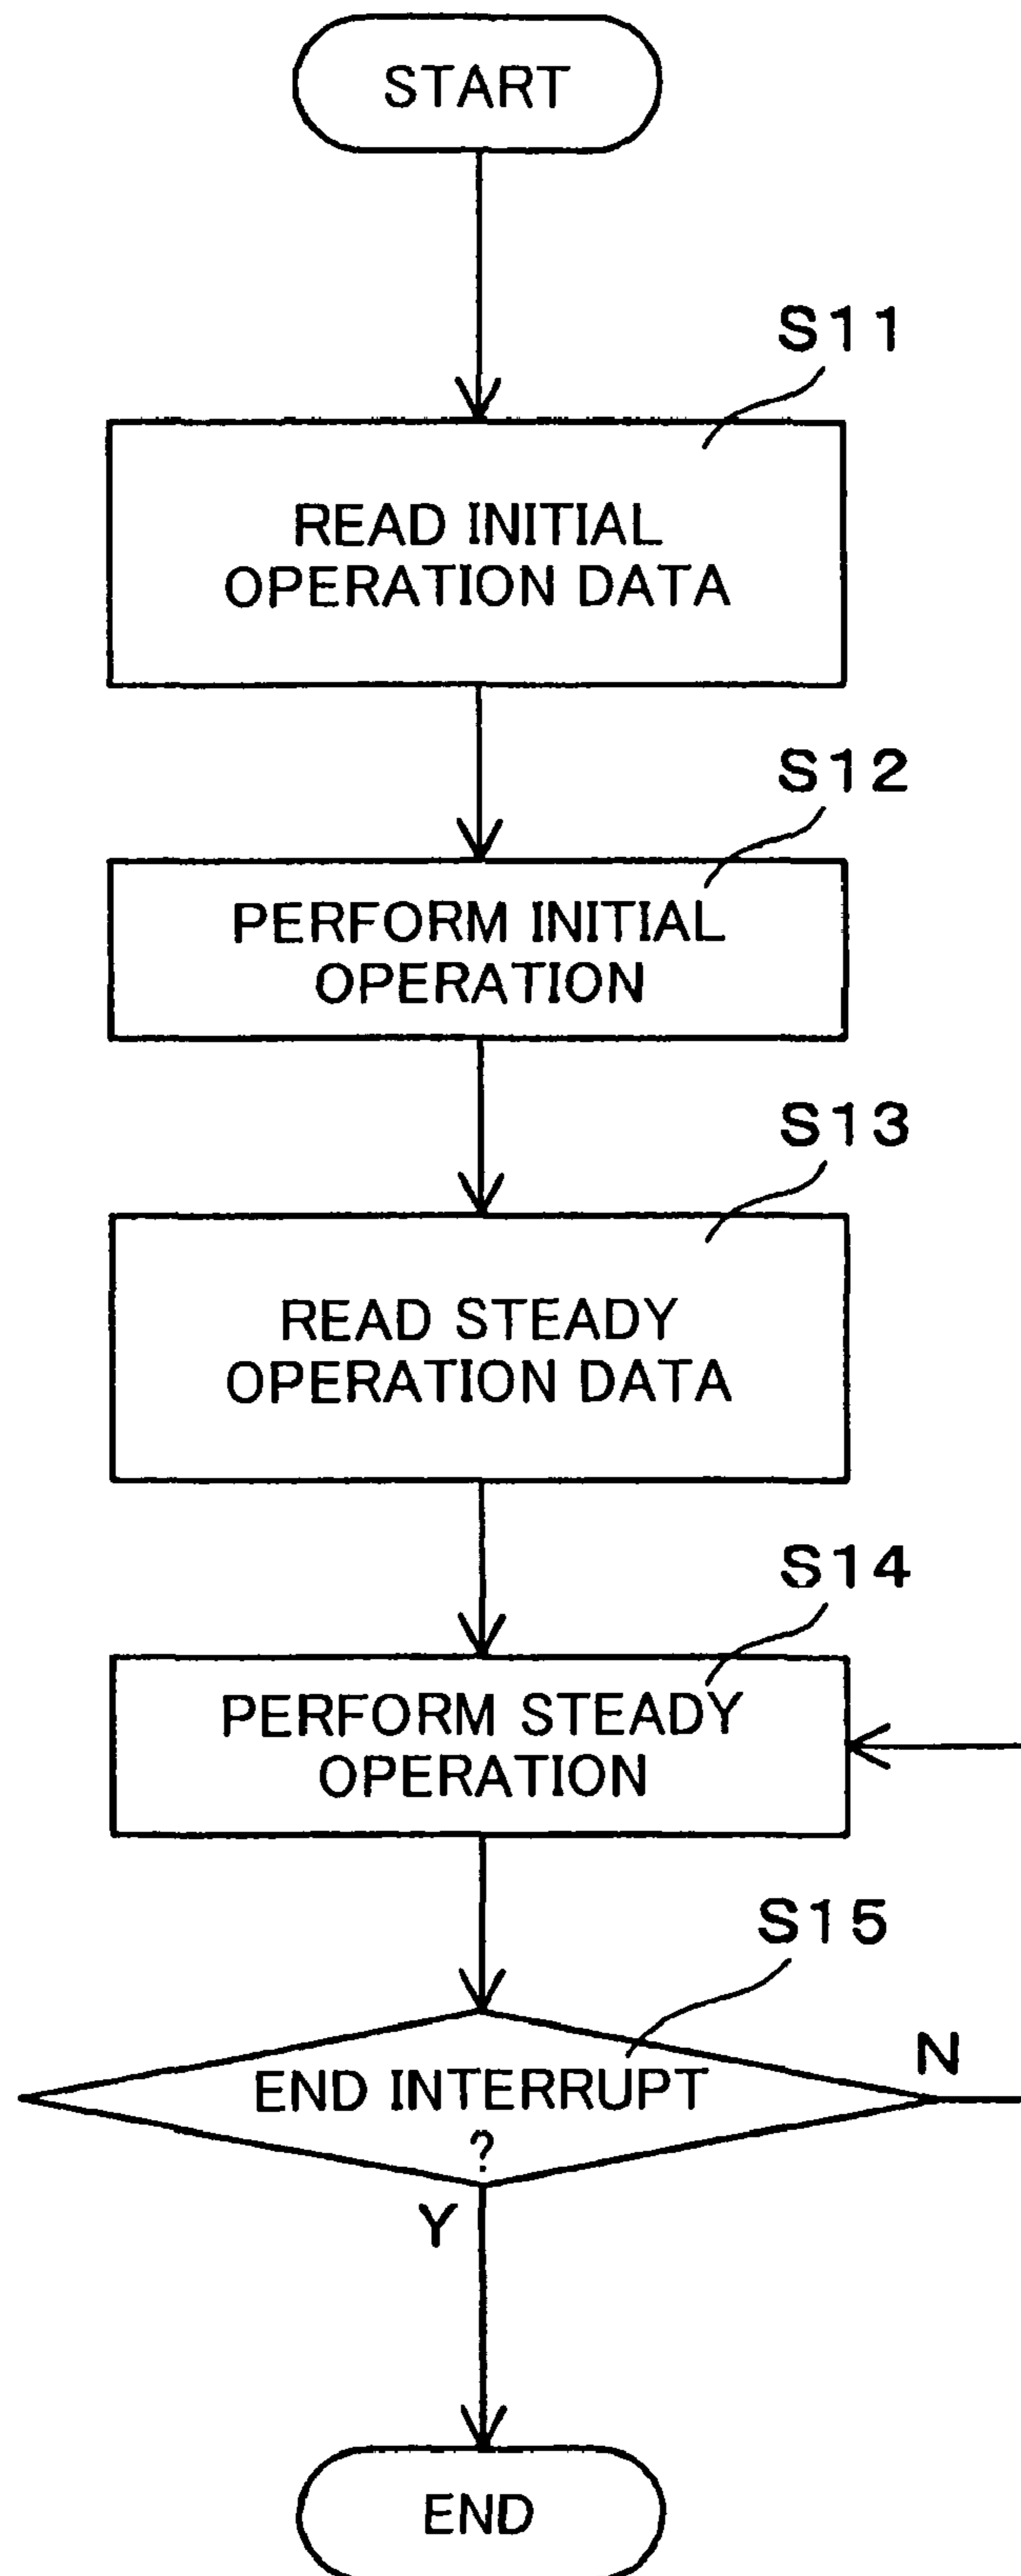 START
S11
READ INITIAL
OPERATION DATA
S12
PERFORM INITIAL
OPERATION
S13
READ STEADY
OPERATION DATA
S14
PERFORM STEADY
OPERATION
S15
END INTERRUPT
?
N
Y
END